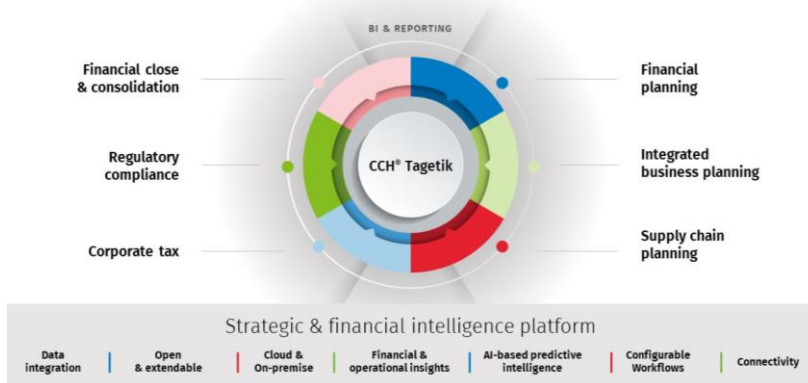 BI & REPORTING
Financial close
& consolidation
Regulatory
compliance
Corporate tax
CCH® Tagetik
Financial
planning
Integrated
business planning
Supply chain
planning
Strategic & financial intelligence platform
Data
integration
Open
& extendable
Cloud &
On-premise
Financial &
operational insights
AI-based predictive
intelligence
Configurable
Workflows
Connectivity